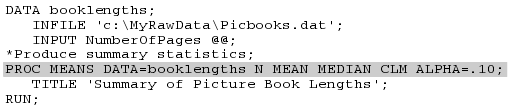 DATA booklengths;
INFILE 'c:\MyRawData\Picbooks.dat';
INPUT NumberOfPages @@;
*Produce summary statistics;
PROC MEANS DATA=booklengths N MEAN MEDIAN CLM ALPHA=.10;
TITLE 'Summary of Picture Book Lengths';
RUN;